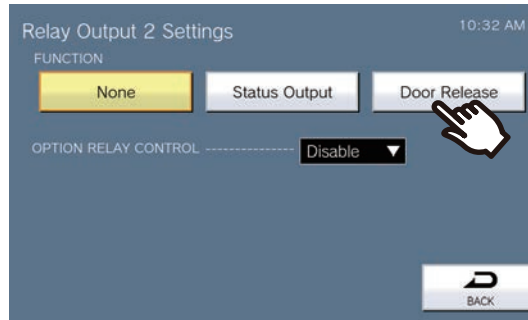 Relay Output 2 Settings 10:32 AM
FUNCTION
None Status Output Door Release
OPTION RELAY CONTROL --------------- Disable ▼
BACK